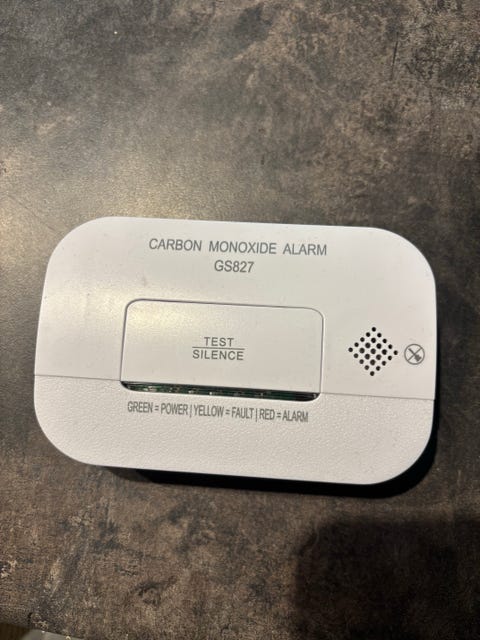 CARBON MONOXIDE ALARM
GS827
TEST
SILENCE
GREEN = POWER | YELLOW = FAULT | RED = ALARM